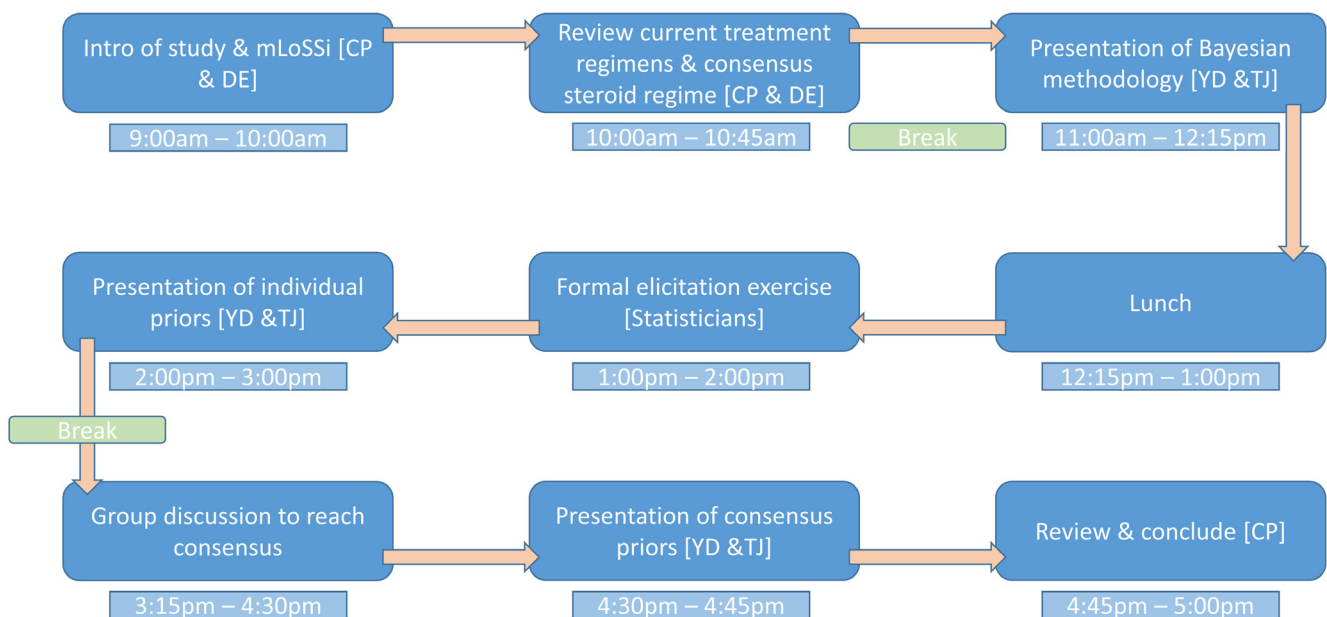 Intro of study & mLoSSi [CP
& DE]
9:00am – 10:00am
Review current treatment
regimens & consensus
steroid regime [CP & DE]
10:00am – 10:45am
Break
Presentation of Bayesian
methodology [YD &TJ]
11:00am – 12:15pm
Lunch
12:15pm – 1:00pm
Formal elicitation exercise
[Statisticians]
1:00pm – 2:00pm
Presentation of individual
priors [YD &TJ]
2:00pm – 3:00pm
Break
Group discussion to reach
consensus
3:15pm – 4:30pm
Presentation of consensus
priors [YD &TJ]
4:30pm – 4:45pm
Review & conclude [CP]
4:45pm – 5:00pm